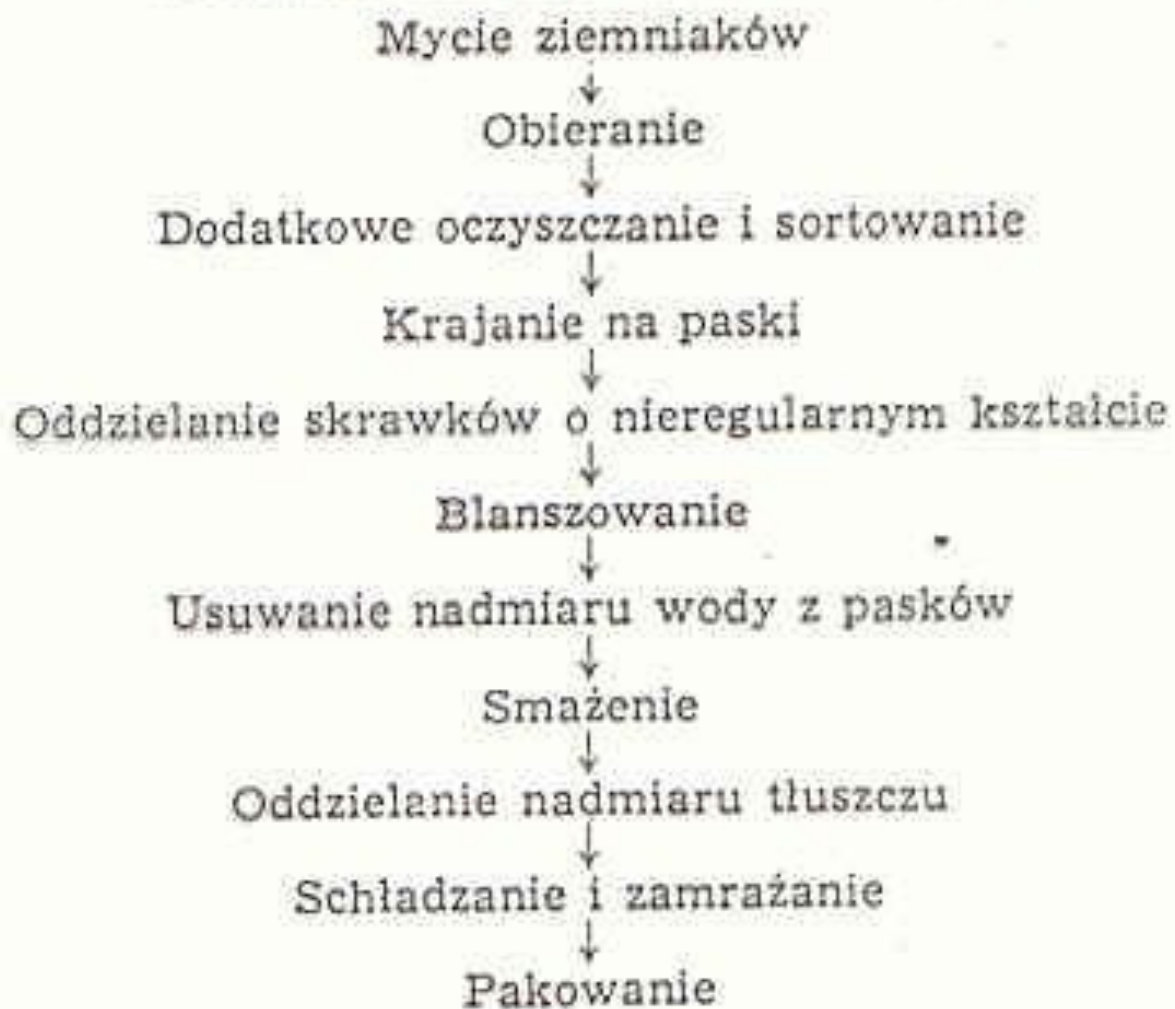 Mycie ziemniaków
↓
Obieranie
↓
Dodatkowe oczyszczanie i sortowanie
↓
Krajanie na paski
↓
Oddzielanie skrawków o nieregularnym kształcie
↓
Blanszowanie
↓
Usuwanie nadmiaru wody z pasków
↓
Smażenie
↓
Oddzielanie nadmiaru tłuszczu
↓
Schładzanie i zamrażanie
↓
Pakowanie